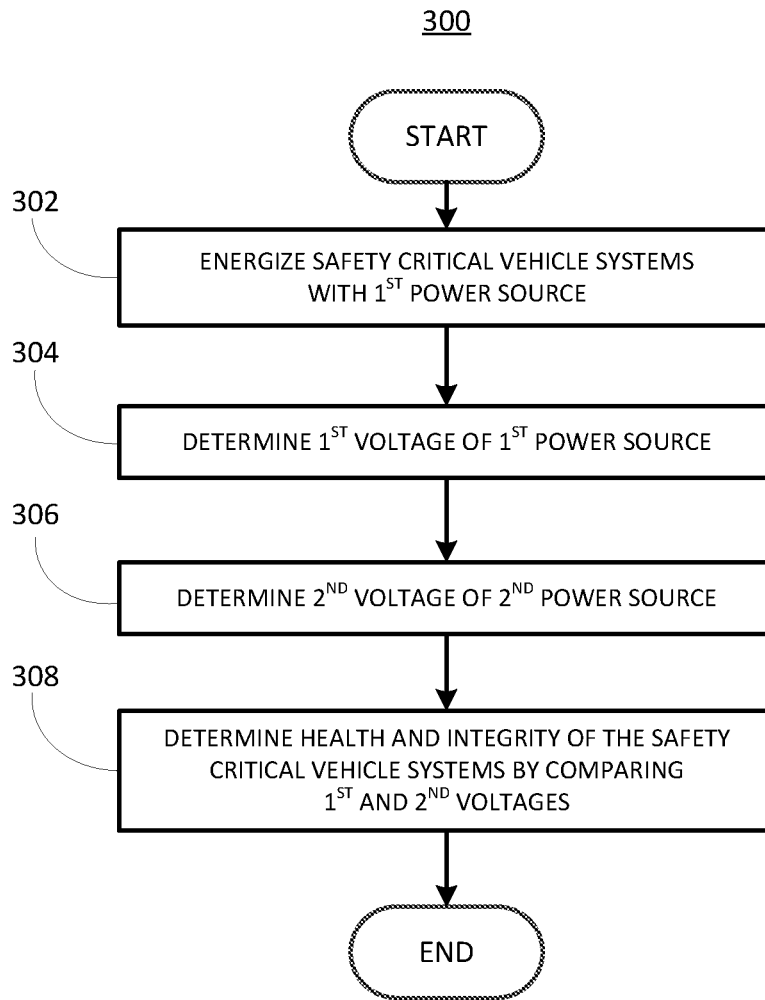 300
START
302
ENERGIZE SAFETY CRITICAL VEHICLE SYSTEMS
WITH 1ST POWER SOURCE
304
DETERMINE 1ST VOLTAGE OF 1ST POWER SOURCE
306
DETERMINE 2ND VOLTAGE OF 2ND POWER SOURCE
308
DETERMINE HEALTH AND INTEGRITY OF THE SAFETY
CRITICAL VEHICLE SYSTEMS BY COMPARING
1ST AND 2ND VOLTAGES
END